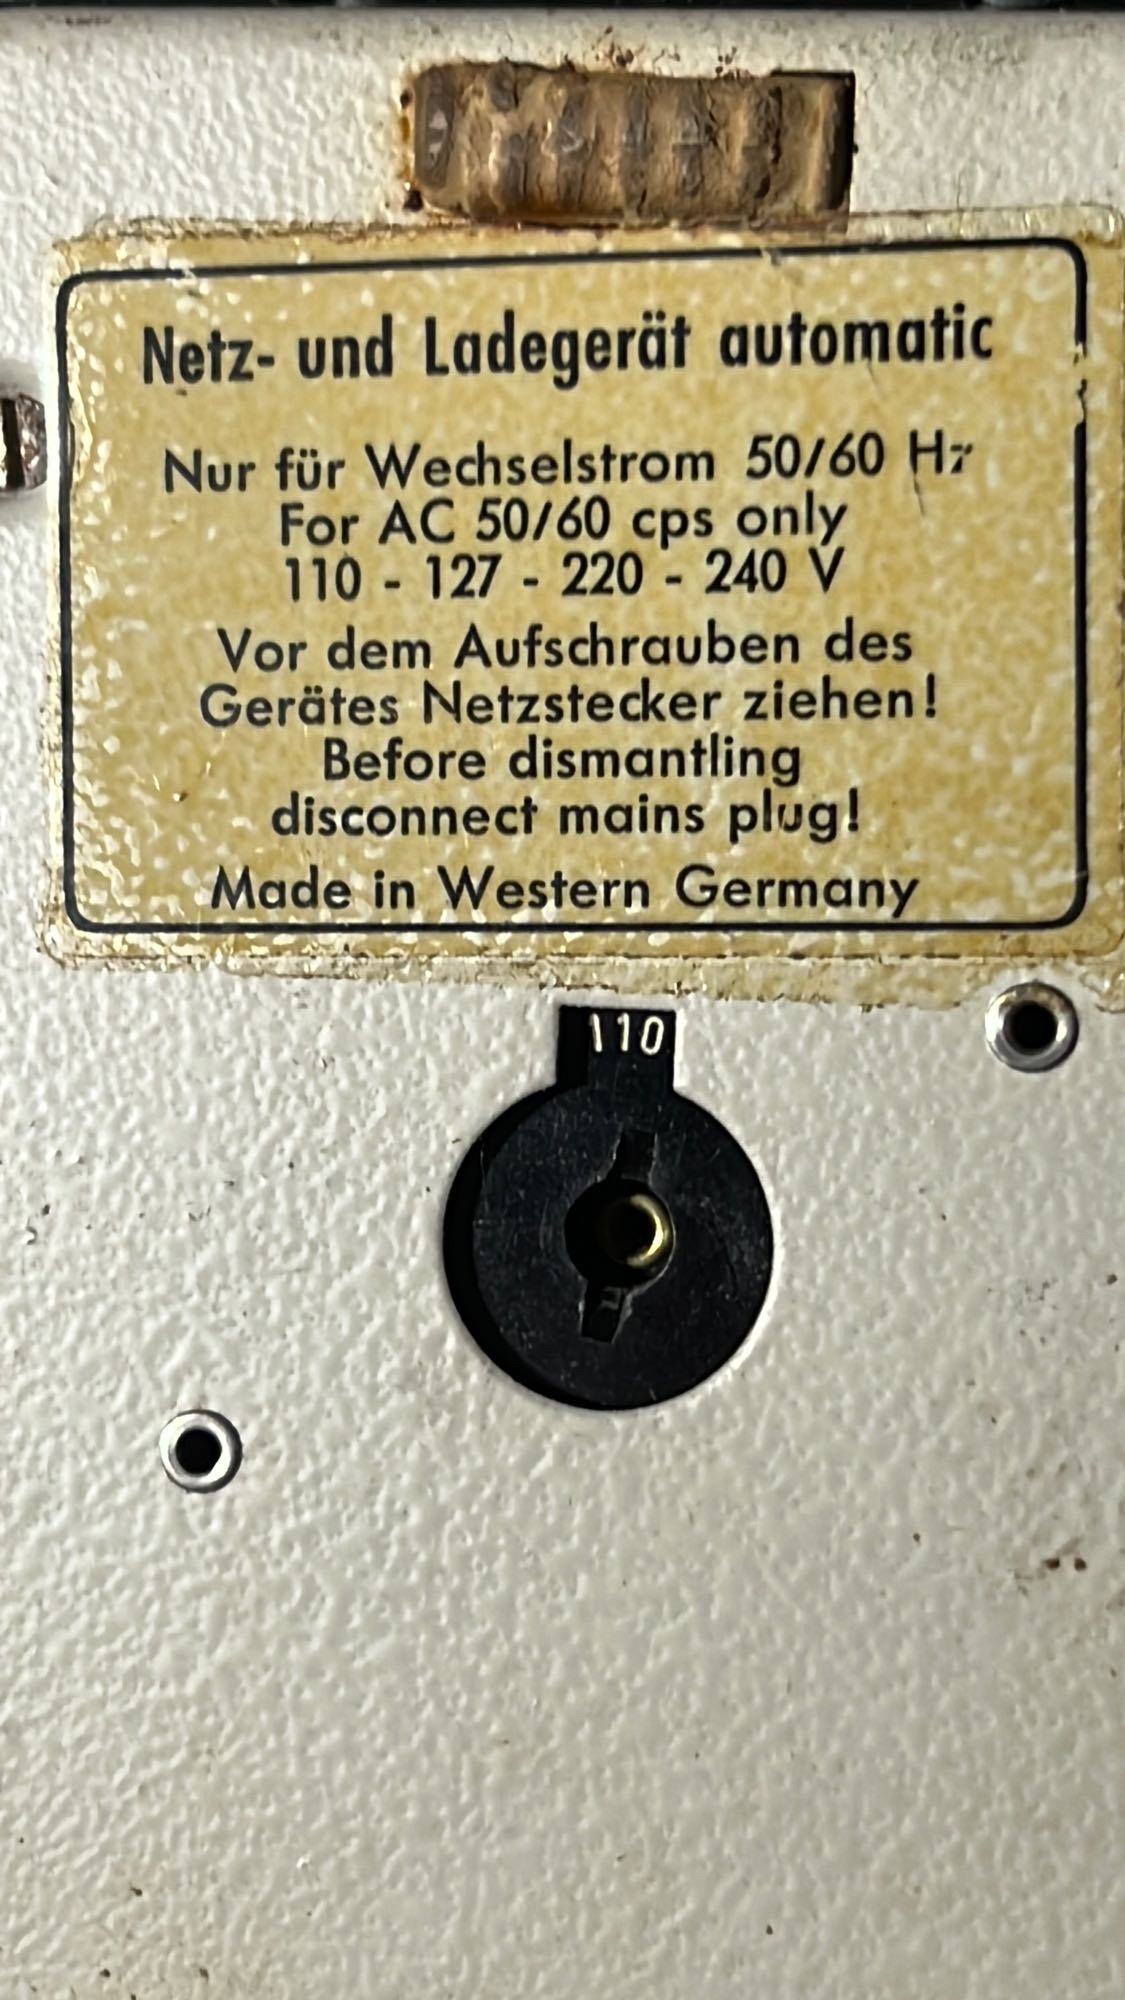 Netz- und Ladegerät automatic
Nur für Wechselstrom 50/60 Hz
For AC 50/60 cps only
110 - 127 - 220 - 240 V
Vor dem Aufschrauben des
Gerätes Netzstecker ziehen!
Before dismantling
disconnect mains plug!
Made in Western Germany
110